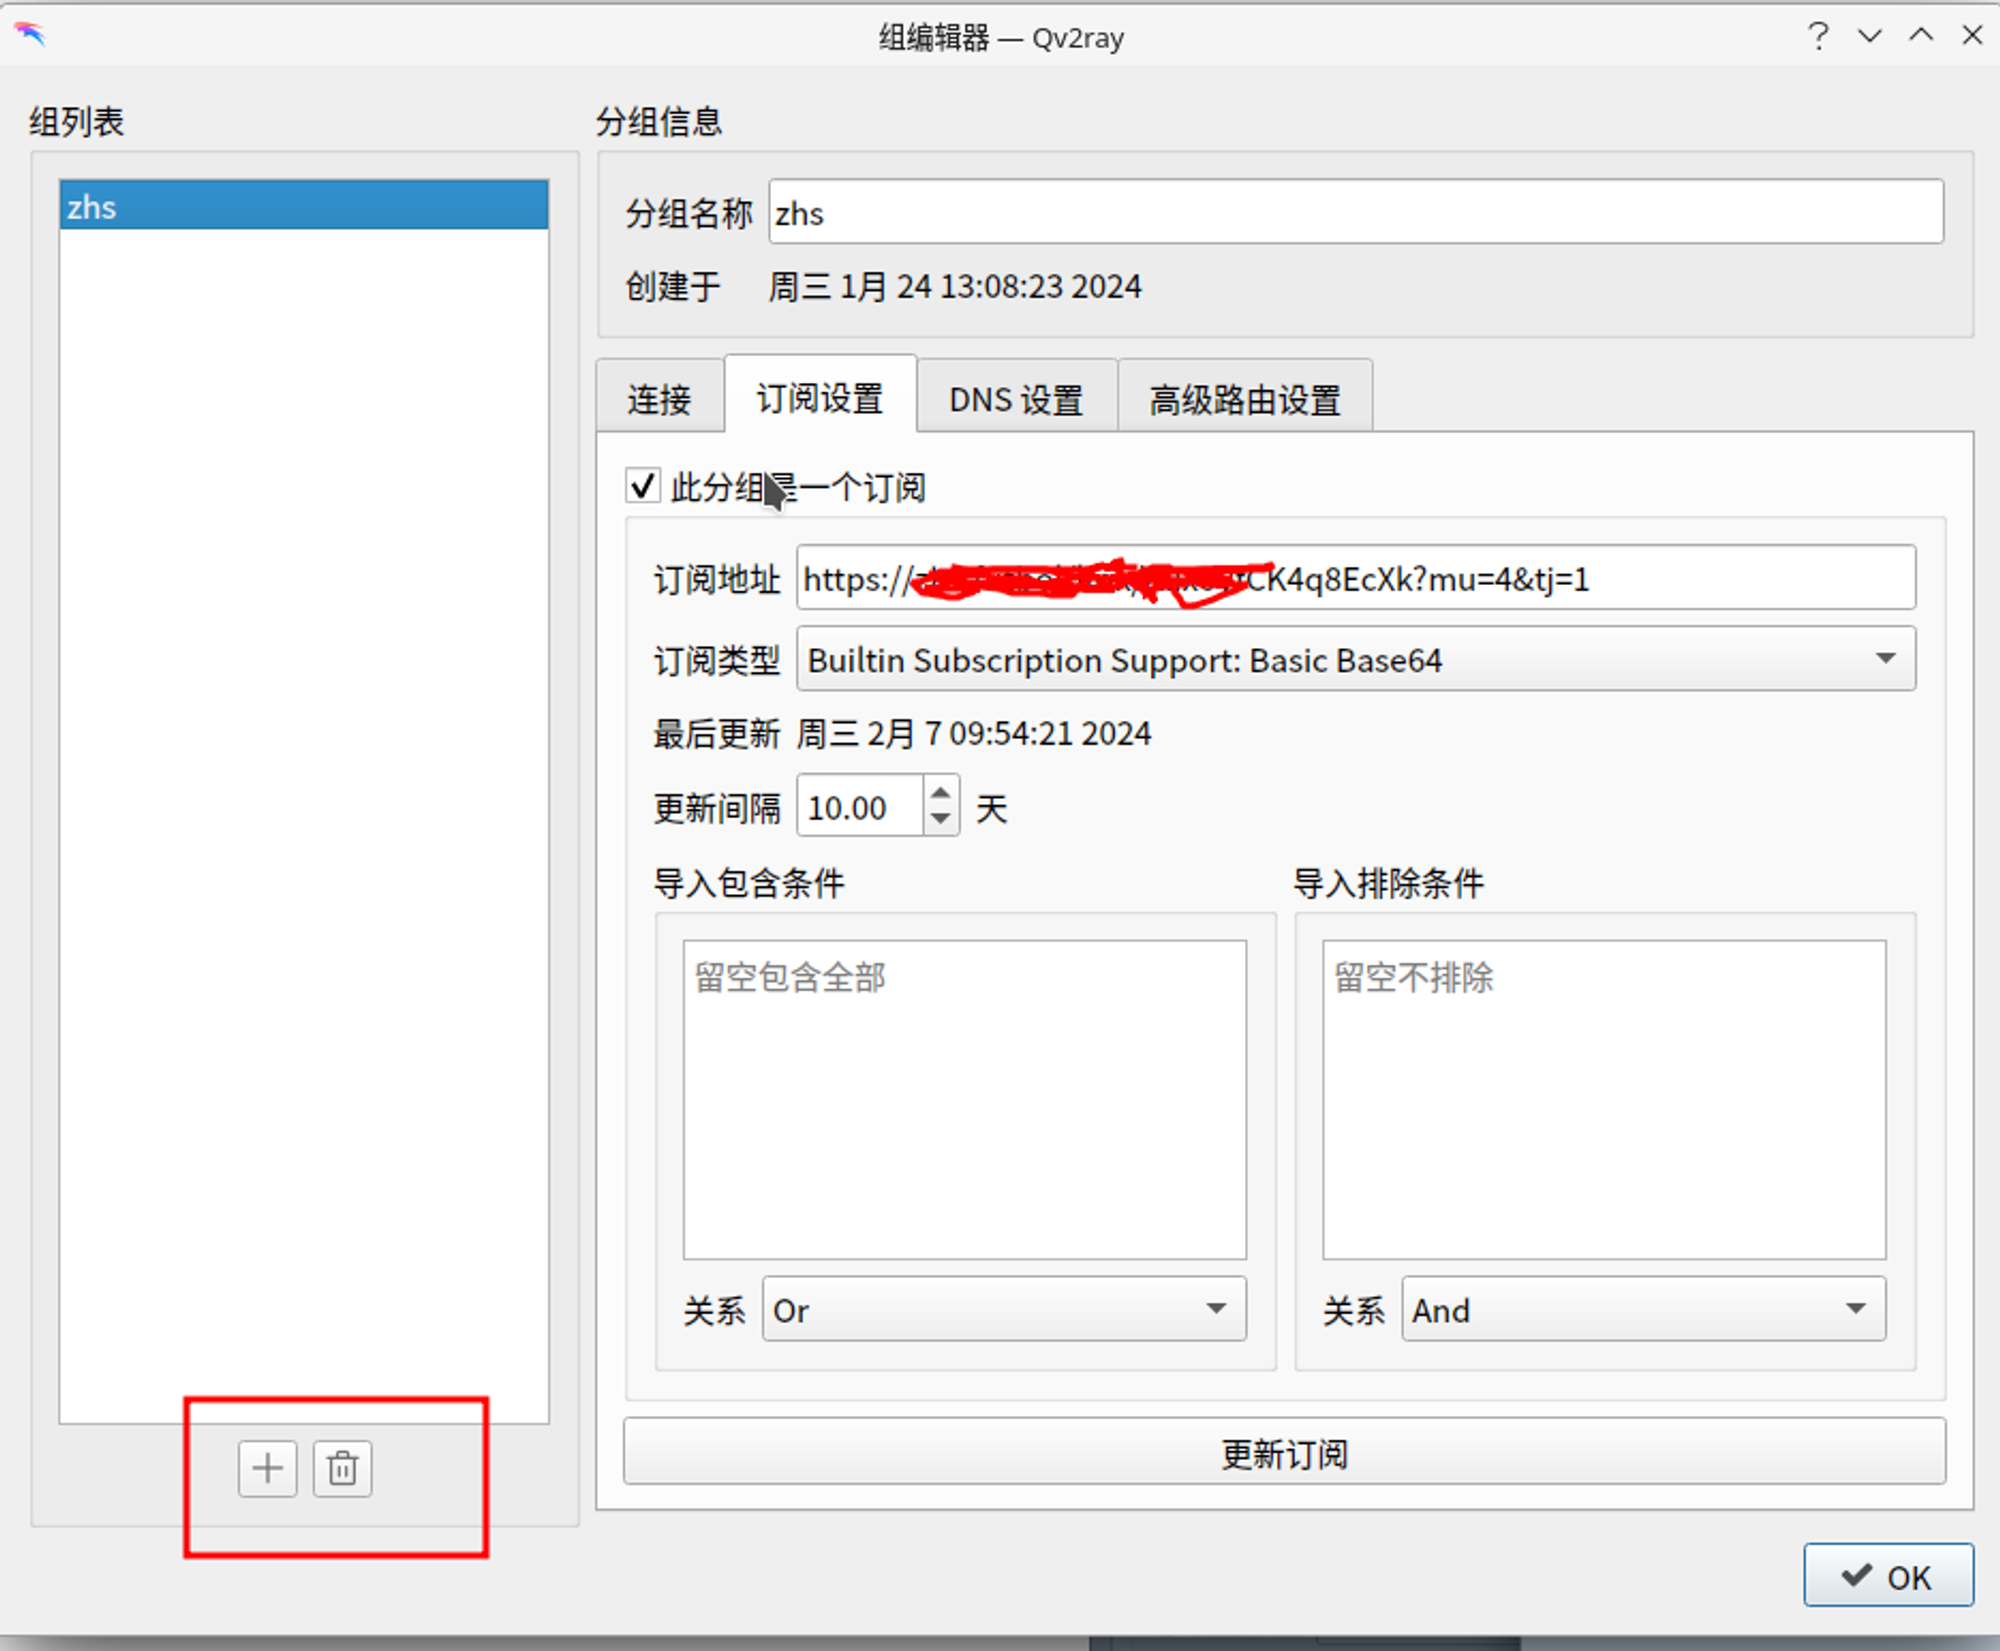 组编辑器 — Qv2ray
组列表
zhs
分组信息
分组名称 zhs
创建于 周三 1月 24 13:08:23 2024
连接 订阅设置 DNS 设置 高级路由设置
此分组是一个订阅
订阅地址 https:// CK4q8EcXk?mu=4&tj=1
订阅类型 Builtin Subscription Support: Basic Base64
最后更新 周三 2月 7 09:54:21 2024
更新间隔 10.00 天
导入包含条件 导入排除条件
留空包含全部 留空不排除
关系 Or 关系 And
更新订阅
OK